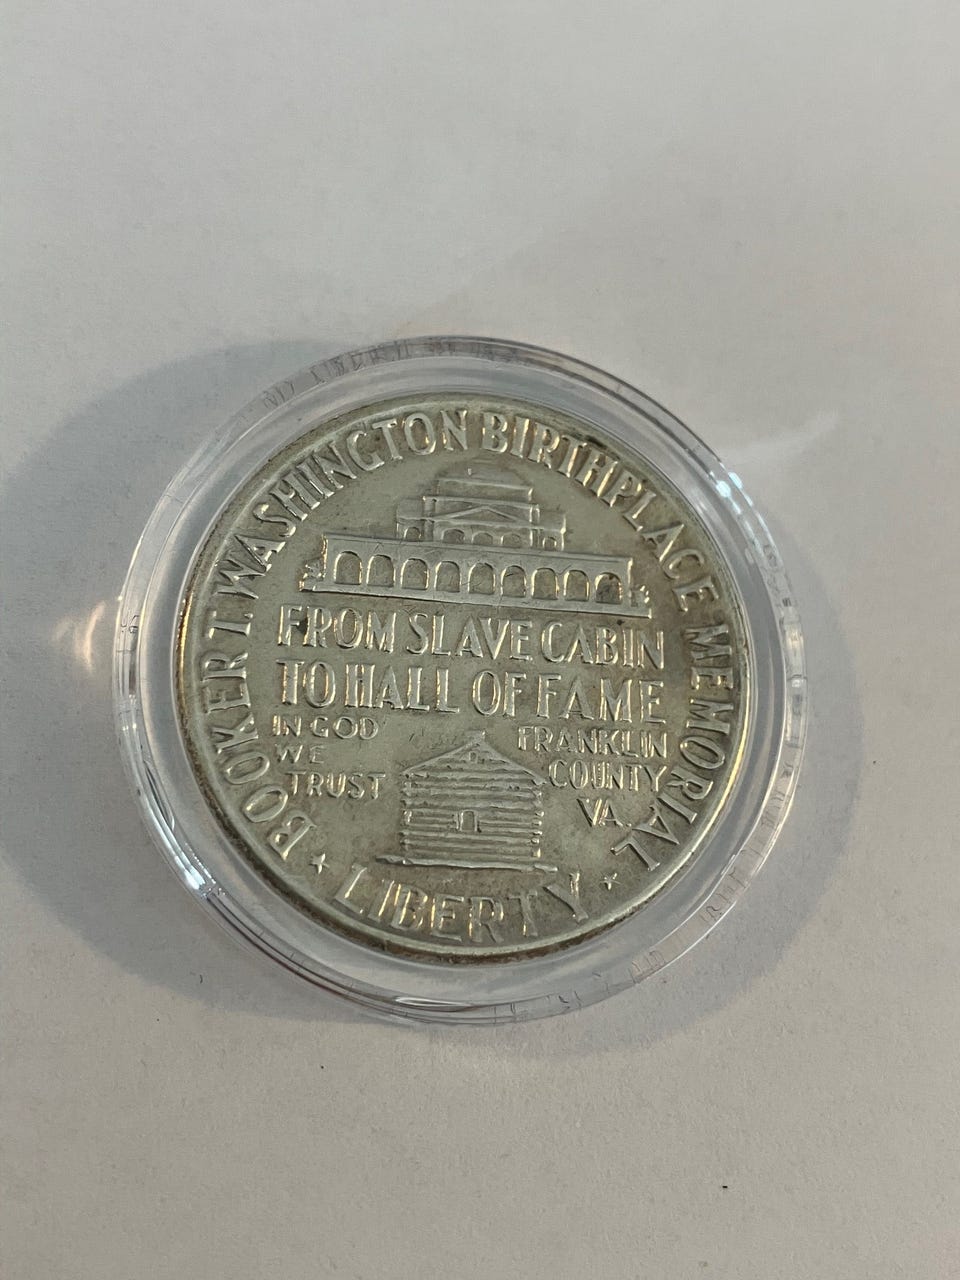 BOOKER T. WASHINGTON BIRTHPLACE MEMORIAL
FROM SLAVE CABIN
TO HALL OF FAME
IN GOD
WE
TRUST
FRANKLIN
COUNTY
VA.
LIBERTY